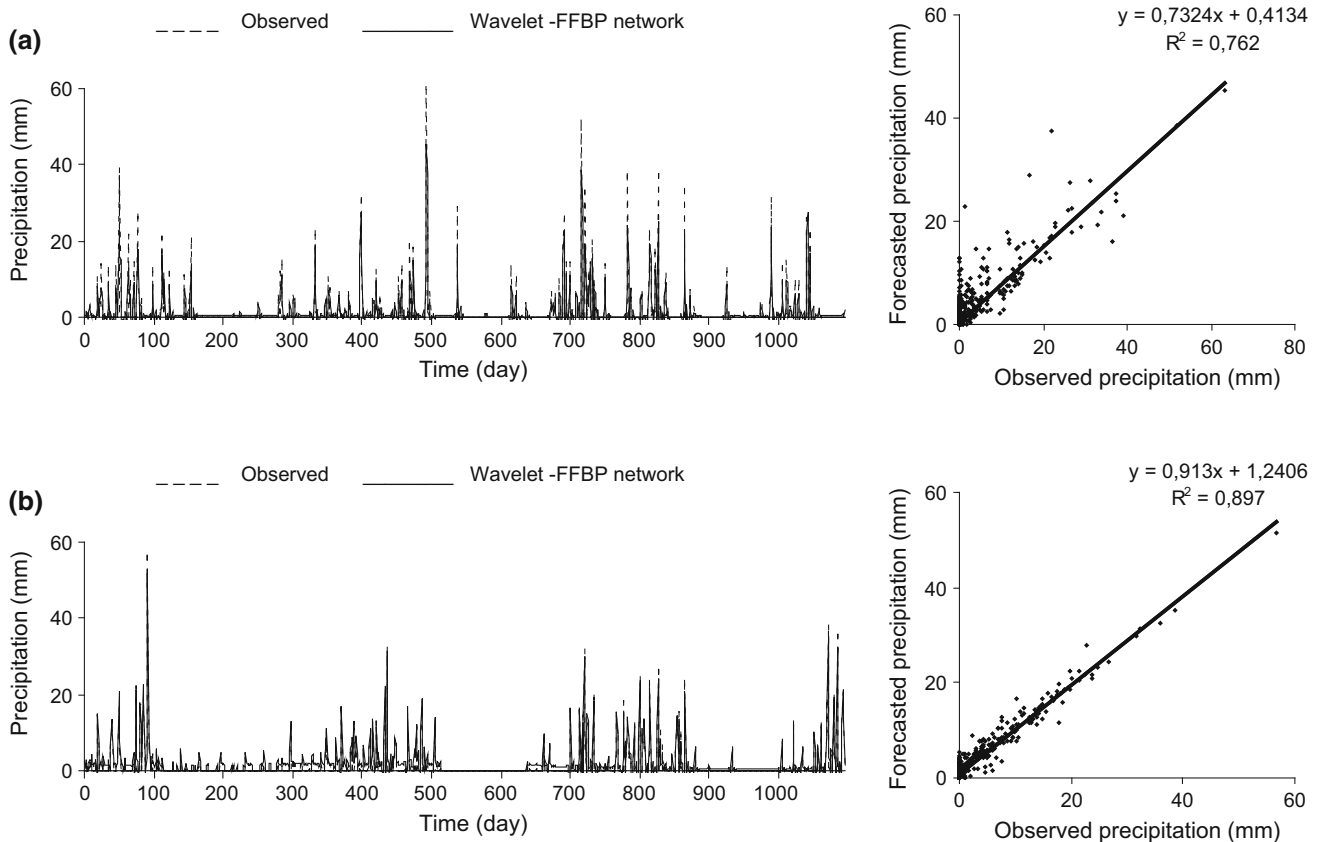 (a)
Observed
Wavelet -FFBP network
Precipitation (mm)
60
40
20
0
0 100 200 300 400 500 600 700 800 900 1000
Time (day)
y = 0,7324x + 0,4134
R² = 0,762
Forecasted precipitation (mm)
60
40
20
0
0 20 40 60 80
Observed precipitation (mm)
(b)
Observed
Wavelet -FFBP network
Precipitation (mm)
60
40
20
0
0 100 200 300 400 500 600 700 800 900 1000
Time (day)
y = 0,913x + 1,2406
R² = 0,897
Forecasted precipitation (mm)
60
40
20
0
0 20 40 60
Observed precipitation (mm)